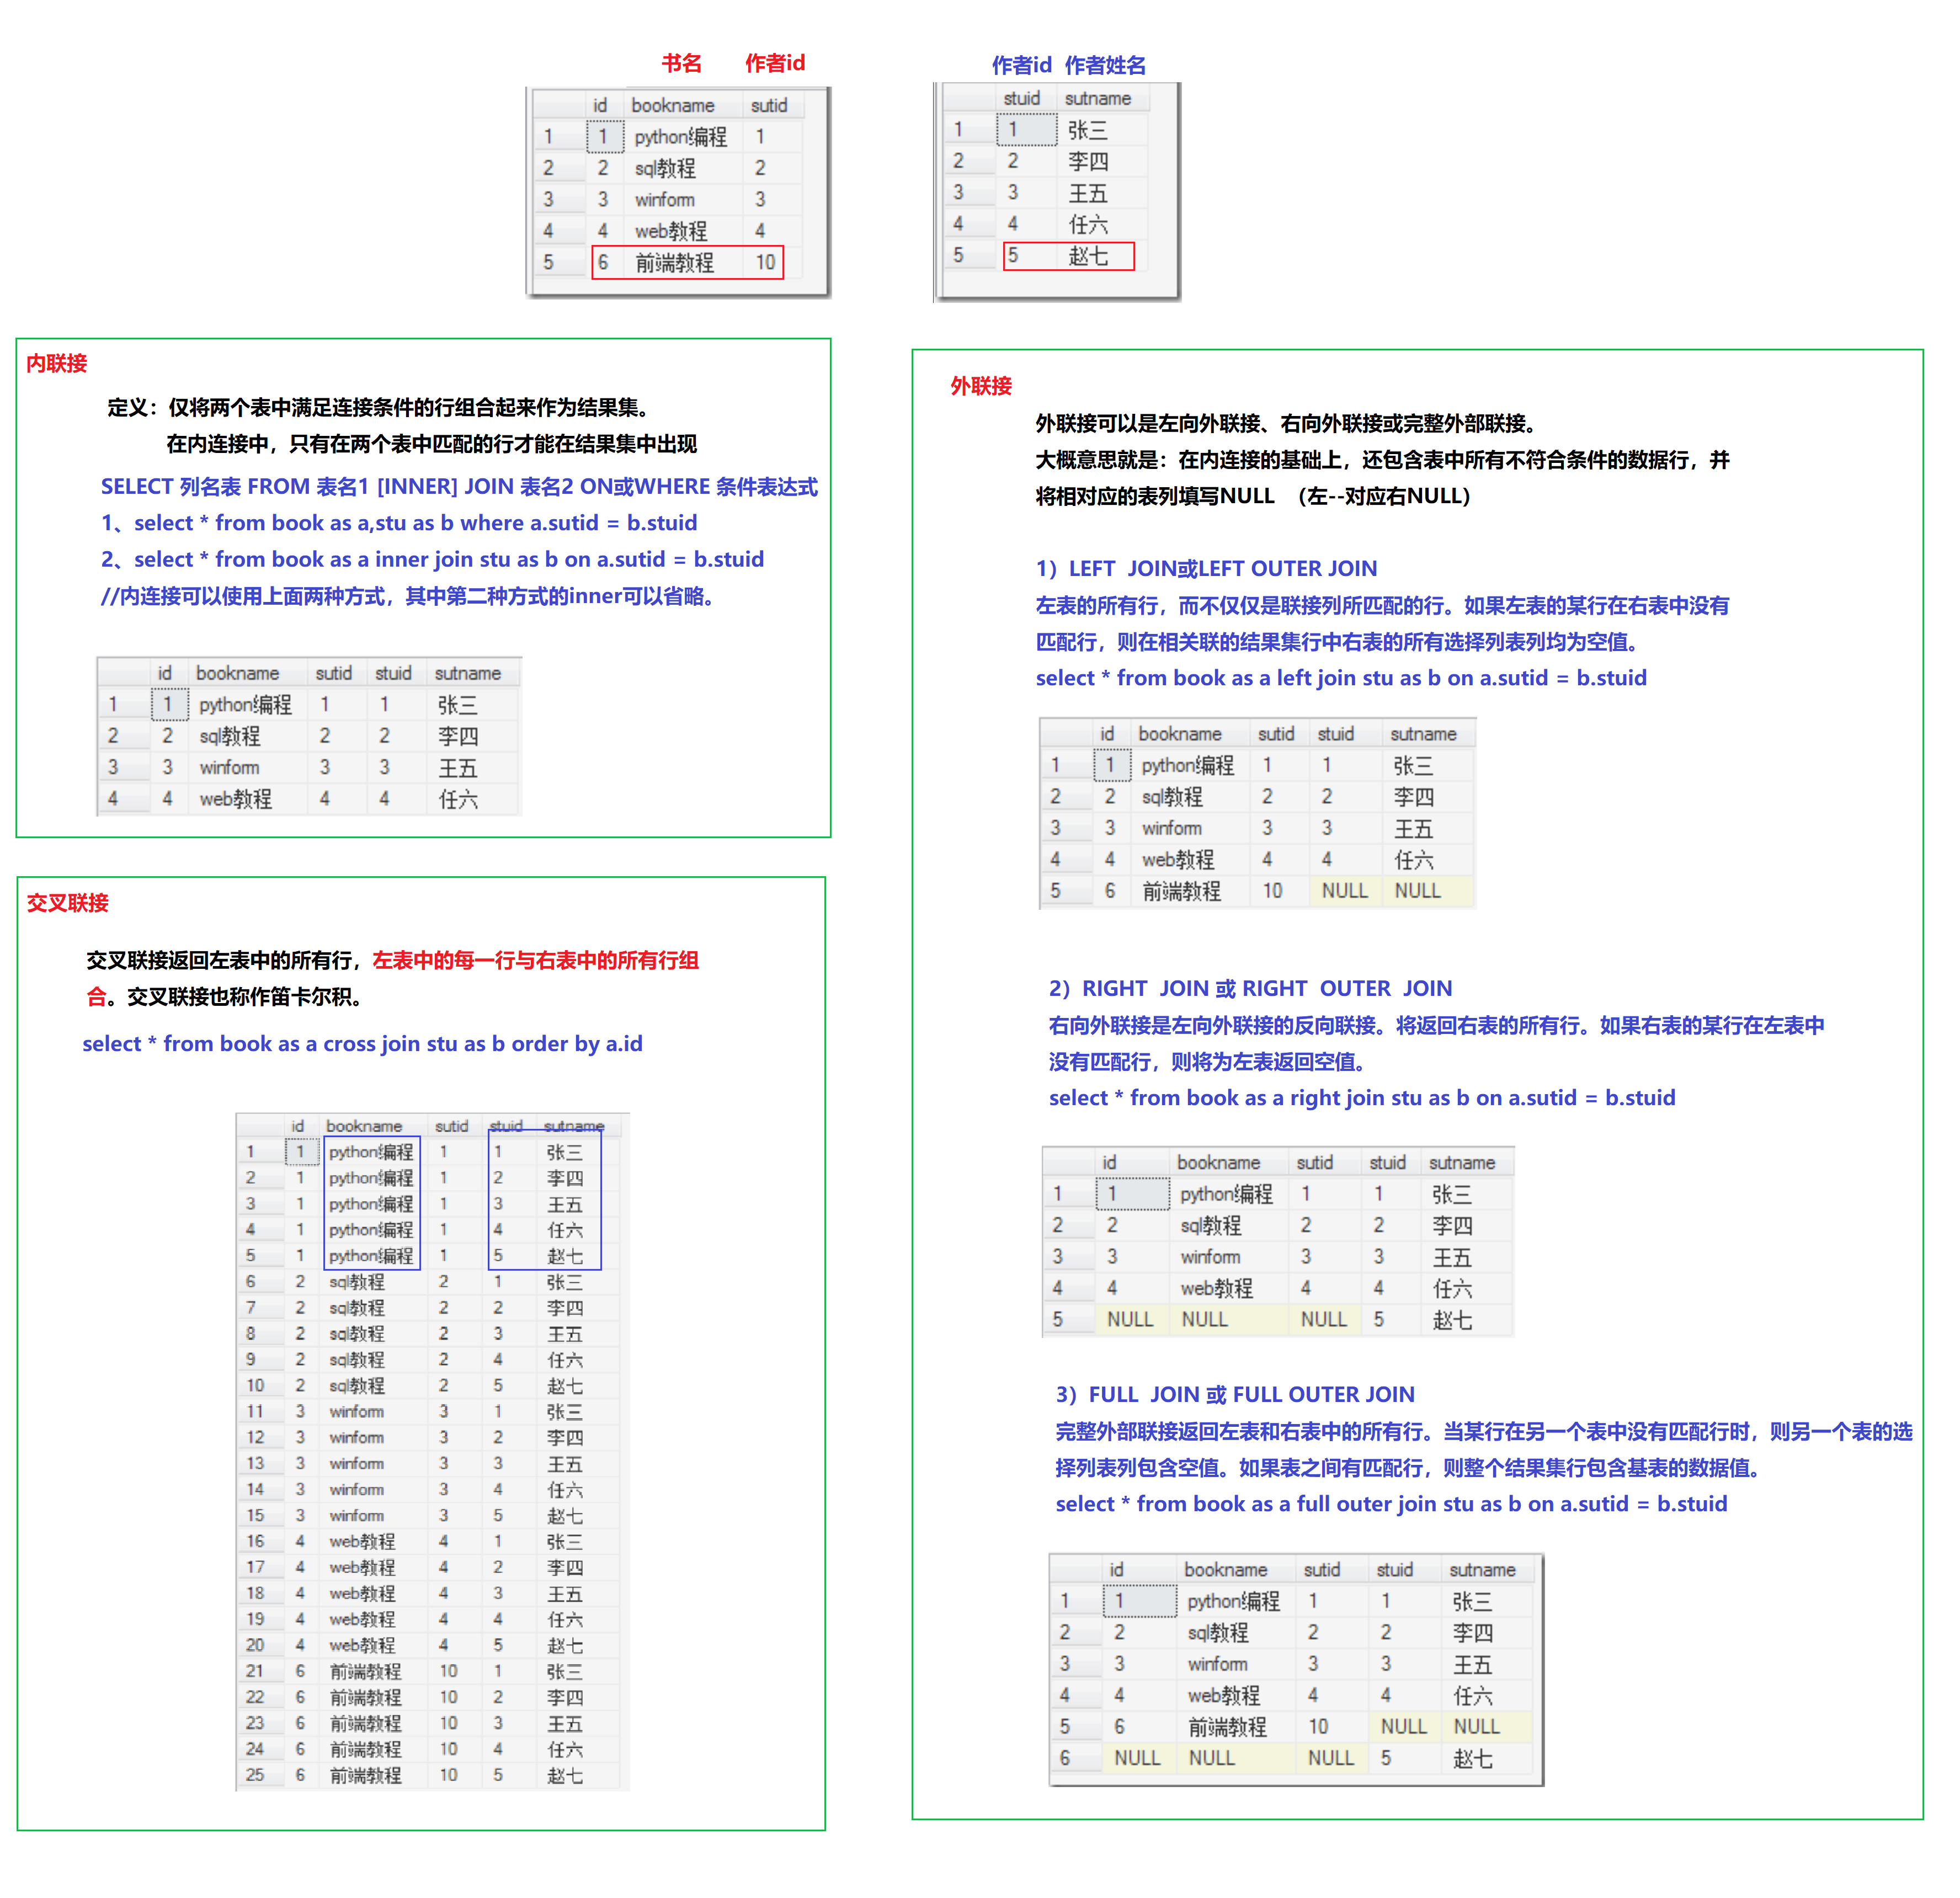 书名 作者id
id bookname sutid
1 1 python编程 1
2 2 sql教程 2
3 3 winform 3
4 4 web教程 4
5 6 前端教程 10
作者id 作者姓名
stuid sutname
1 1 张三
2 2 李四
3 3 王五
4 4 任六
5 5 赵七
内联接
定义：仅将两个表中满足连接条件的行组合起来作为结果集。
在内连接中，只有在两个表中匹配的行才能在结果集中出现
SELECT 列名表 FROM 表名1 [INNER] JOIN 表名2 ON或WHERE 条件表达式
1、select * from book as a,stu as b where a.sutid = b.stuid
2、select * from book as a inner join stu as b on a.sutid = b.stuid
//内连接可以使用上面两种方式，其中第二种方式的inner可以省略。
id bookname sutid stuid sutname
1 1 python编程 1 1 张三
2 2 sql教程 2 2 李四
3 3 winform 3 3 王五
4 4 web教程 4 4 任六
交叉联接
交叉联接返回左表中的所有行，左表中的每一行与右表中的所有行组
合。交叉联接也称作笛卡尔积。
select * from book as a cross join stu as b order by a.id
id bookname sutid stuid sutname
1 1 python编程 1 1 张三
2 1 python编程 1 2 李四
3 1 python编程 1 3 王五
4 1 python编程 1 4 任六
5 1 python编程 1 5 赵七
6 2 sql教程 2 1 张三
7 2 sql教程 2 2 李四
8 2 sql教程 2 3 王五
9 2 sql教程 2 4 任六
10 2 sql教程 2 5 赵七
11 3 winform 3 1 张三
12 3 winform 3 2 李四
13 3 winform 3 3 王五
14 3 winform 3 4 任六
15 3 winform 3 5 赵七
16 4 web教程 4 1 张三
17 4 web教程 4 2 李四
18 4 web教程 4 3 王五
19 4 web教程 4 4 任六
20 4 web教程 4 5 赵七
21 6 前端教程 10 1 张三
22 6 前端教程 10 2 李四
23 6 前端教程 10 3 王五
24 6 前端教程 10 4 任六
25 6 前端教程 10 5 赵七
外联接
外联接可以是左向外联接、右向外联接或完整外部联接。
大概意思就是：在内连接的基础上，还包含表中所有不符合条件的数据行，并
将相对应的表列填写NULL （左--对应右NULL）
1）LEFT JOIN或LEFT OUTER JOIN
左表的所有行，而不仅仅是联接列所匹配的行。如果左表的某行在右表中没有
匹配行，则在相关联的结果集行中右表的所有选择列表列均为空值。
select * from book as a left join stu as b on a.sutid = b.stuid
id bookname sutid stuid sutname
1 1 python编程 1 1 张三
2 2 sql教程 2 2 李四
3 3 winform 3 3 王五
4 4 web教程 4 4 任六
5 6 前端教程 10 NULL NULL
2）RIGHT JOIN 或 RIGHT OUTER JOIN
右向外联接是左向外联接的反向联接。将返回右表的所有行。如果右表的某行在左表中
没有匹配行，则将为左表返回空值。
select * from book as a right join stu as b on a.sutid = b.stuid
id bookname sutid stuid sutname
1 1 python编程 1 1 张三
2 2 sql教程 2 2 李四
3 3 winform 3 3 王五
4 4 web教程 4 4 任六
5 NULL NULL NULL 5 赵七
3）FULL JOIN 或 FULL OUTER JOIN
完整外部联接返回左表和右表中的所有行。当某行在另一个表中没有匹配行时，则另一个表的选
择列表列包含空值。如果表之间有匹配行，则整个结果集行包含基表的数据值。
select * from book as a full outer join stu as b on a.sutid = b.stuid
id bookname sutid stuid sutname
1 1 python编程 1 1 张三
2 2 sql教程 2 2 李四
3 3 winform 3 3 王五
4 4 web教程 4 4 任六
5 6 前端教程 10 NULL NULL
6 NULL NULL NULL 5 赵七